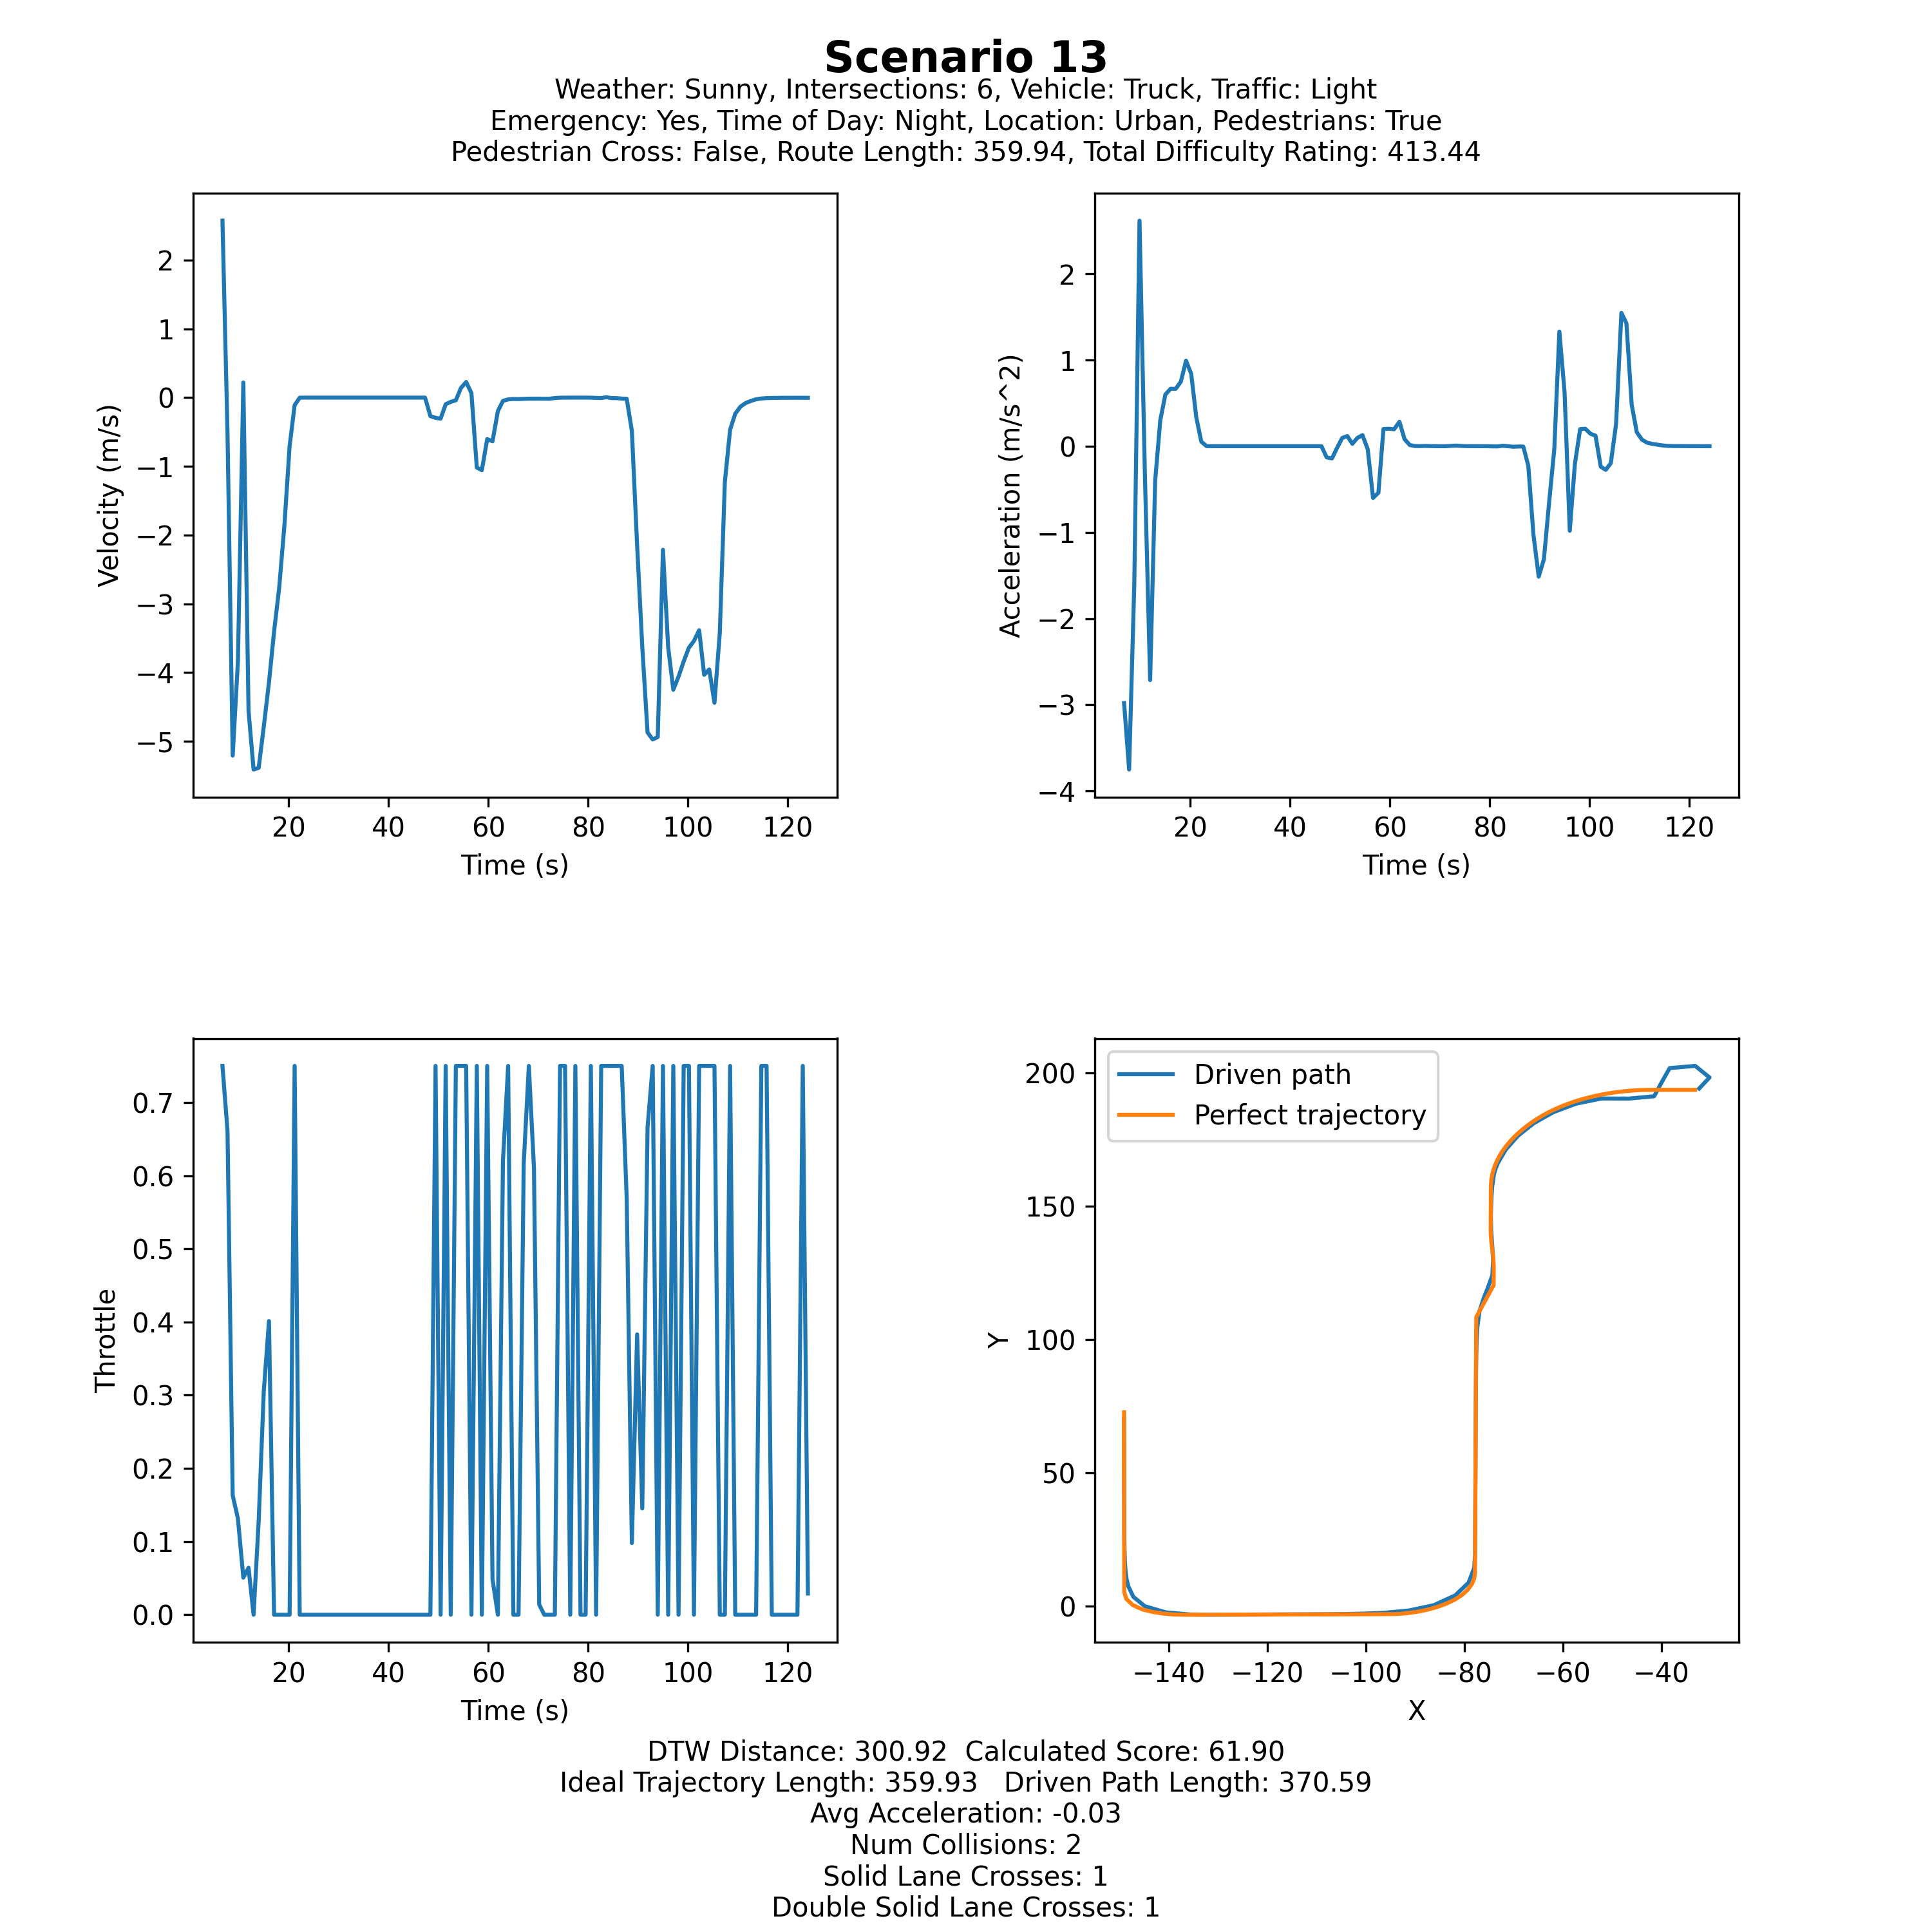 Scenario 13
Weather: Sunny, Intersections: 6, Vehicle: Truck, Traffic: Light
Emergency: Yes, Time of Day: Night, Location: Urban, Pedestrians: True
Pedestrian Cross: False, Route Length: 359.94, Total Difficulty Rating: 413.44
2
1
0
−1
−2
−3
−4
−5
Velocity (m/s)
20 40 60 80 100 120
Time (s)
2
1
0
−1
−2
−3
−4
Acceleration (m/s^2)
20 40 60 80 100 120
Time (s)
0.7
0.6
0.5
0.4
0.3
0.2
0.1
0.0
Throttle
20 40 60 80 100 120
Time (s)
Driven path
Perfect trajectory
200
150
100
50
0
Y
−140 −120 −100 −80 −60 −40
X
DTW Distance: 300.92 Calculated Score: 61.90
Ideal Trajectory Length: 359.93 Driven Path Length: 370.59
Avg Acceleration: -0.03
Num Collisions: 2
Solid Lane Crosses: 1
Double Solid Lane Crosses: 1